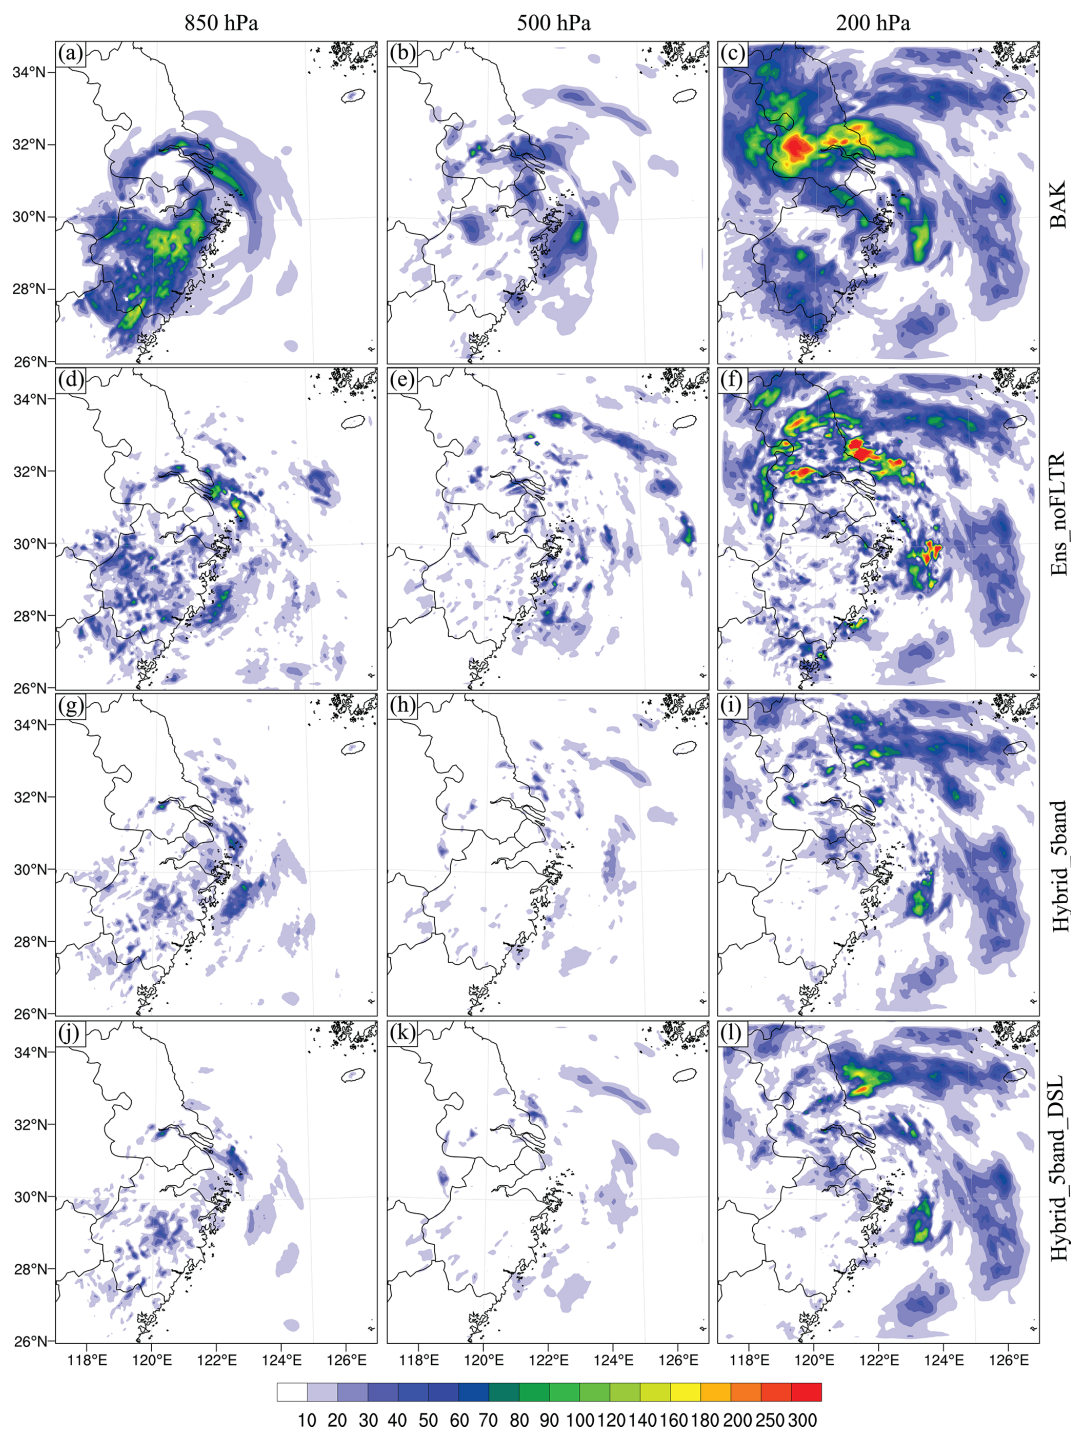 850 hPa 500 hPa 200 hPa
(a) (b) (c)
34°N
32°N
30°N
28°N
26°N
BAK
(d) (e) (f)
34°N
32°N
30°N
28°N
26°N
Ens_noFLTR
(g) (h) (i)
34°N
32°N
30°N
28°N
26°N
Hybrid_5band
(j) (k) (l)
34°N
32°N
30°N
28°N
26°N
Hybrid_5band_DSL
118°E 120°E 122°E 124°E 126°E 118°E 120°E 122°E 124°E 126°E 118°E 120°E 122°E 124°E 126°E
10 20 30 40 50 60 70 80 90 100 120 140 160 180 200 250 300